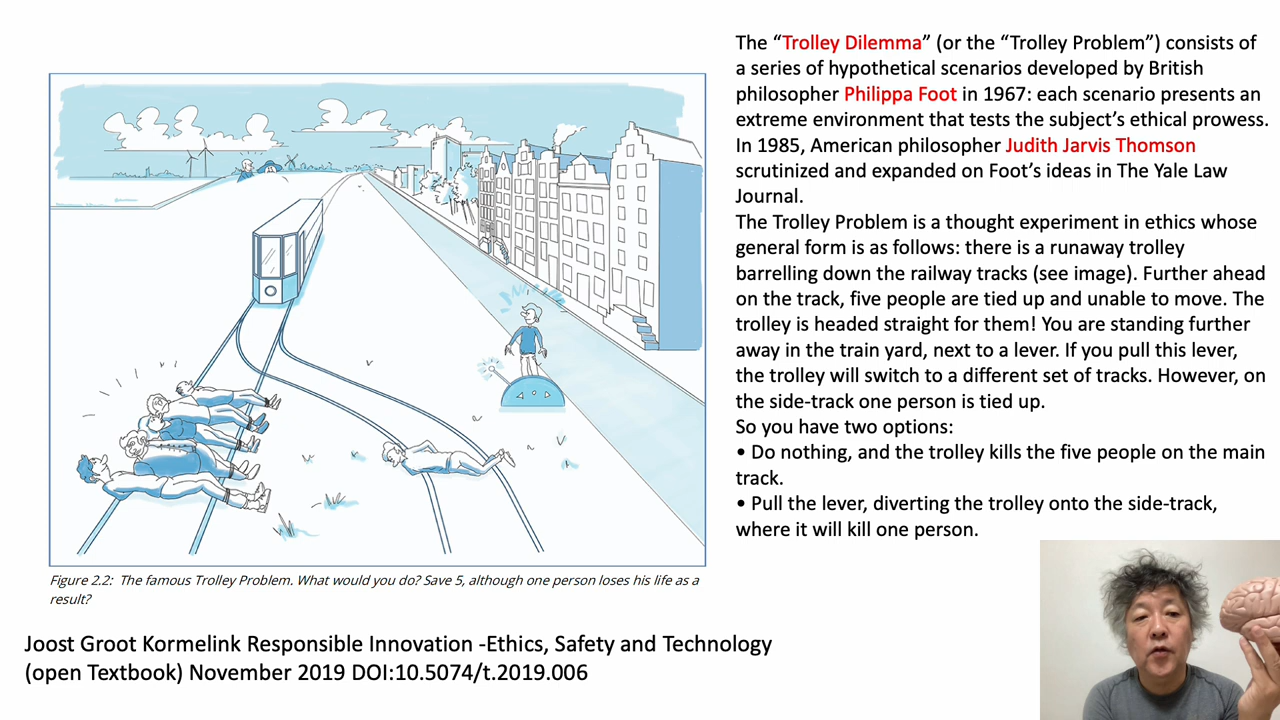 The “Trolley Dilemma” (or the “Trolley Problem”) consists of
a series of hypothetical scenarios developed by British
philosopher Philippa Foot in 1967: each scenario presents an
extreme environment that tests the subject’s ethical prowess.
In 1985, American philosopher Judith Jarvis Thomson
scrutinized and expanded on Foot’s ideas in The Yale Law
Journal.
The Trolley Problem is a thought experiment in ethics whose
general form is as follows: there is a runaway trolley
barrelling down the railway tracks (see image). Further ahead
on the track, five people are tied up and unable to move. The
trolley is headed straight for them! You are standing further
away in the train yard, next to a lever. If you pull this lever,
the trolley will switch to a different set of tracks. However, on
the side-track one person is tied up.
So you have two options:
• Do nothing, and the trolley kills the five people on the main
track.
• Pull the lever, diverting the trolley onto the side-track,
where it will kill one person.
Figure 2.2: The famous Trolley Problem. What would you do? Save 5, although one person loses his life as a
result?
Joost Groot Kormelink Responsible Innovation -Ethics, Safety and Technology
(open Textbook) November 2019 DOI:10.5074/t.2019.006